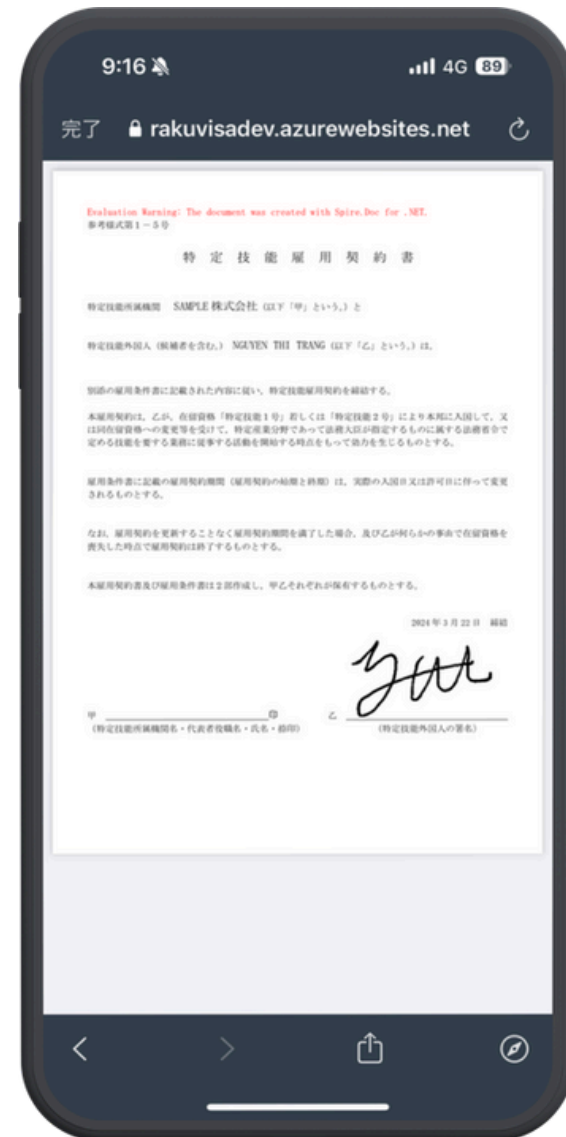 9:16
4G 89
完了 rakuvisadev.azurewebsites.net
Evaluation Warning: The document was created with Spire.Doc for .NET.
参考様式第1-5号
特 定 技 能 雇 用 契 約 書
特定技能所属機関 SAMPLE 株式会社 (以下「甲」という。) と
特定技能外国人 (候補者を含む。) NGUYEN THI TRANG (以下「乙」という。) は,
別添の雇用条件書に記載された内容に従い, 特定技能雇用契約を締結する。
本雇用契約は, 乙が, 在留資格「特定技能1号」若しくは「特定技能2号」により本邦に入国して, 又
は同在留資格への変更等を受けて, 特定産業分野であって法務大臣が指定するものに属する法務省令で
定める技能を要する業務に従事する活動を開始する時点をもって効力を生じるものとする。
雇用条件書に記載の雇用契約期間 (雇用契約の始期と終期) は, 実際の入国日又は許可日に伴って変更
されるものとする。
なお, 雇用契約を更新することなく雇用契約期間を満了した場合, 及び乙が何らかの事由で在留資格を
喪失した時点で雇用契約は終了するものとする。
本雇用契約書及び雇用条件書は2部作成し, 甲乙それぞれが保有するものとする。
2024 年 3 月 22 日 締結
甲 ㊞ 乙
(特定技能所属機関名・代表者役職名・氏名・捺印) (特定技能外国人の署名)